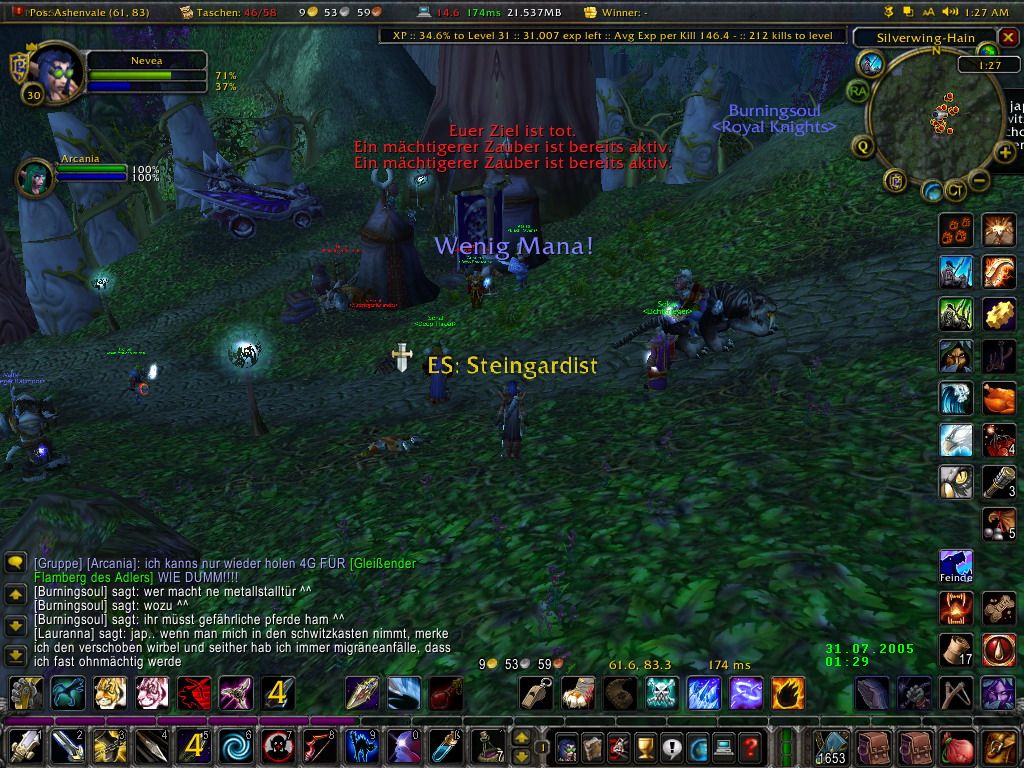 Pos: Ashenvale (61, 83)
Taschen: 46/58
9 53 59
14.6 174ms 21.537MB
Winner: -
1:27 AM
XP :: 34.6% to Level 31 :: 31,007 exp left :: Avg Exp per Kill 146.4 - :: 212 kills to level
Silverwing-Hain
N
1:27
Nevea
71%
37%
30
RA
Q
CT
Arcania
100%
100%
Burningsoul
<Royal Knights>
Euer Ziel ist tot.
Ein mächtigerer Zauber ist bereits aktiv.
Ein mächtigerer Zauber ist bereits aktiv.
Wenig Mana!
ES: Steingardist
4
3
5
Feinde
17
[Gruppe] [Arcania]: ich kanns nur wieder holen 4G FÜR [Gleißender
Flamberg des Adlers] WIE DUMM!!!!
[Burningsoul] sagt: wer macht ne metallstalltür ^^
[Burningsoul] sagt: wozu ^^
[Burningsoul] sagt: ihr müsst gefährliche pferde ham ^^
[Lauranna] sagt: jap.. wenn man mich in den schwitzkasten nimmt, merke
ich den verschoben wirbel und seither hab ich immer migräneanfälle, dass
ich fast ohnmächtig werde
9 53 59
61.6, 83.3
174 ms
31.07.2005
01:29
4
4
1
1653